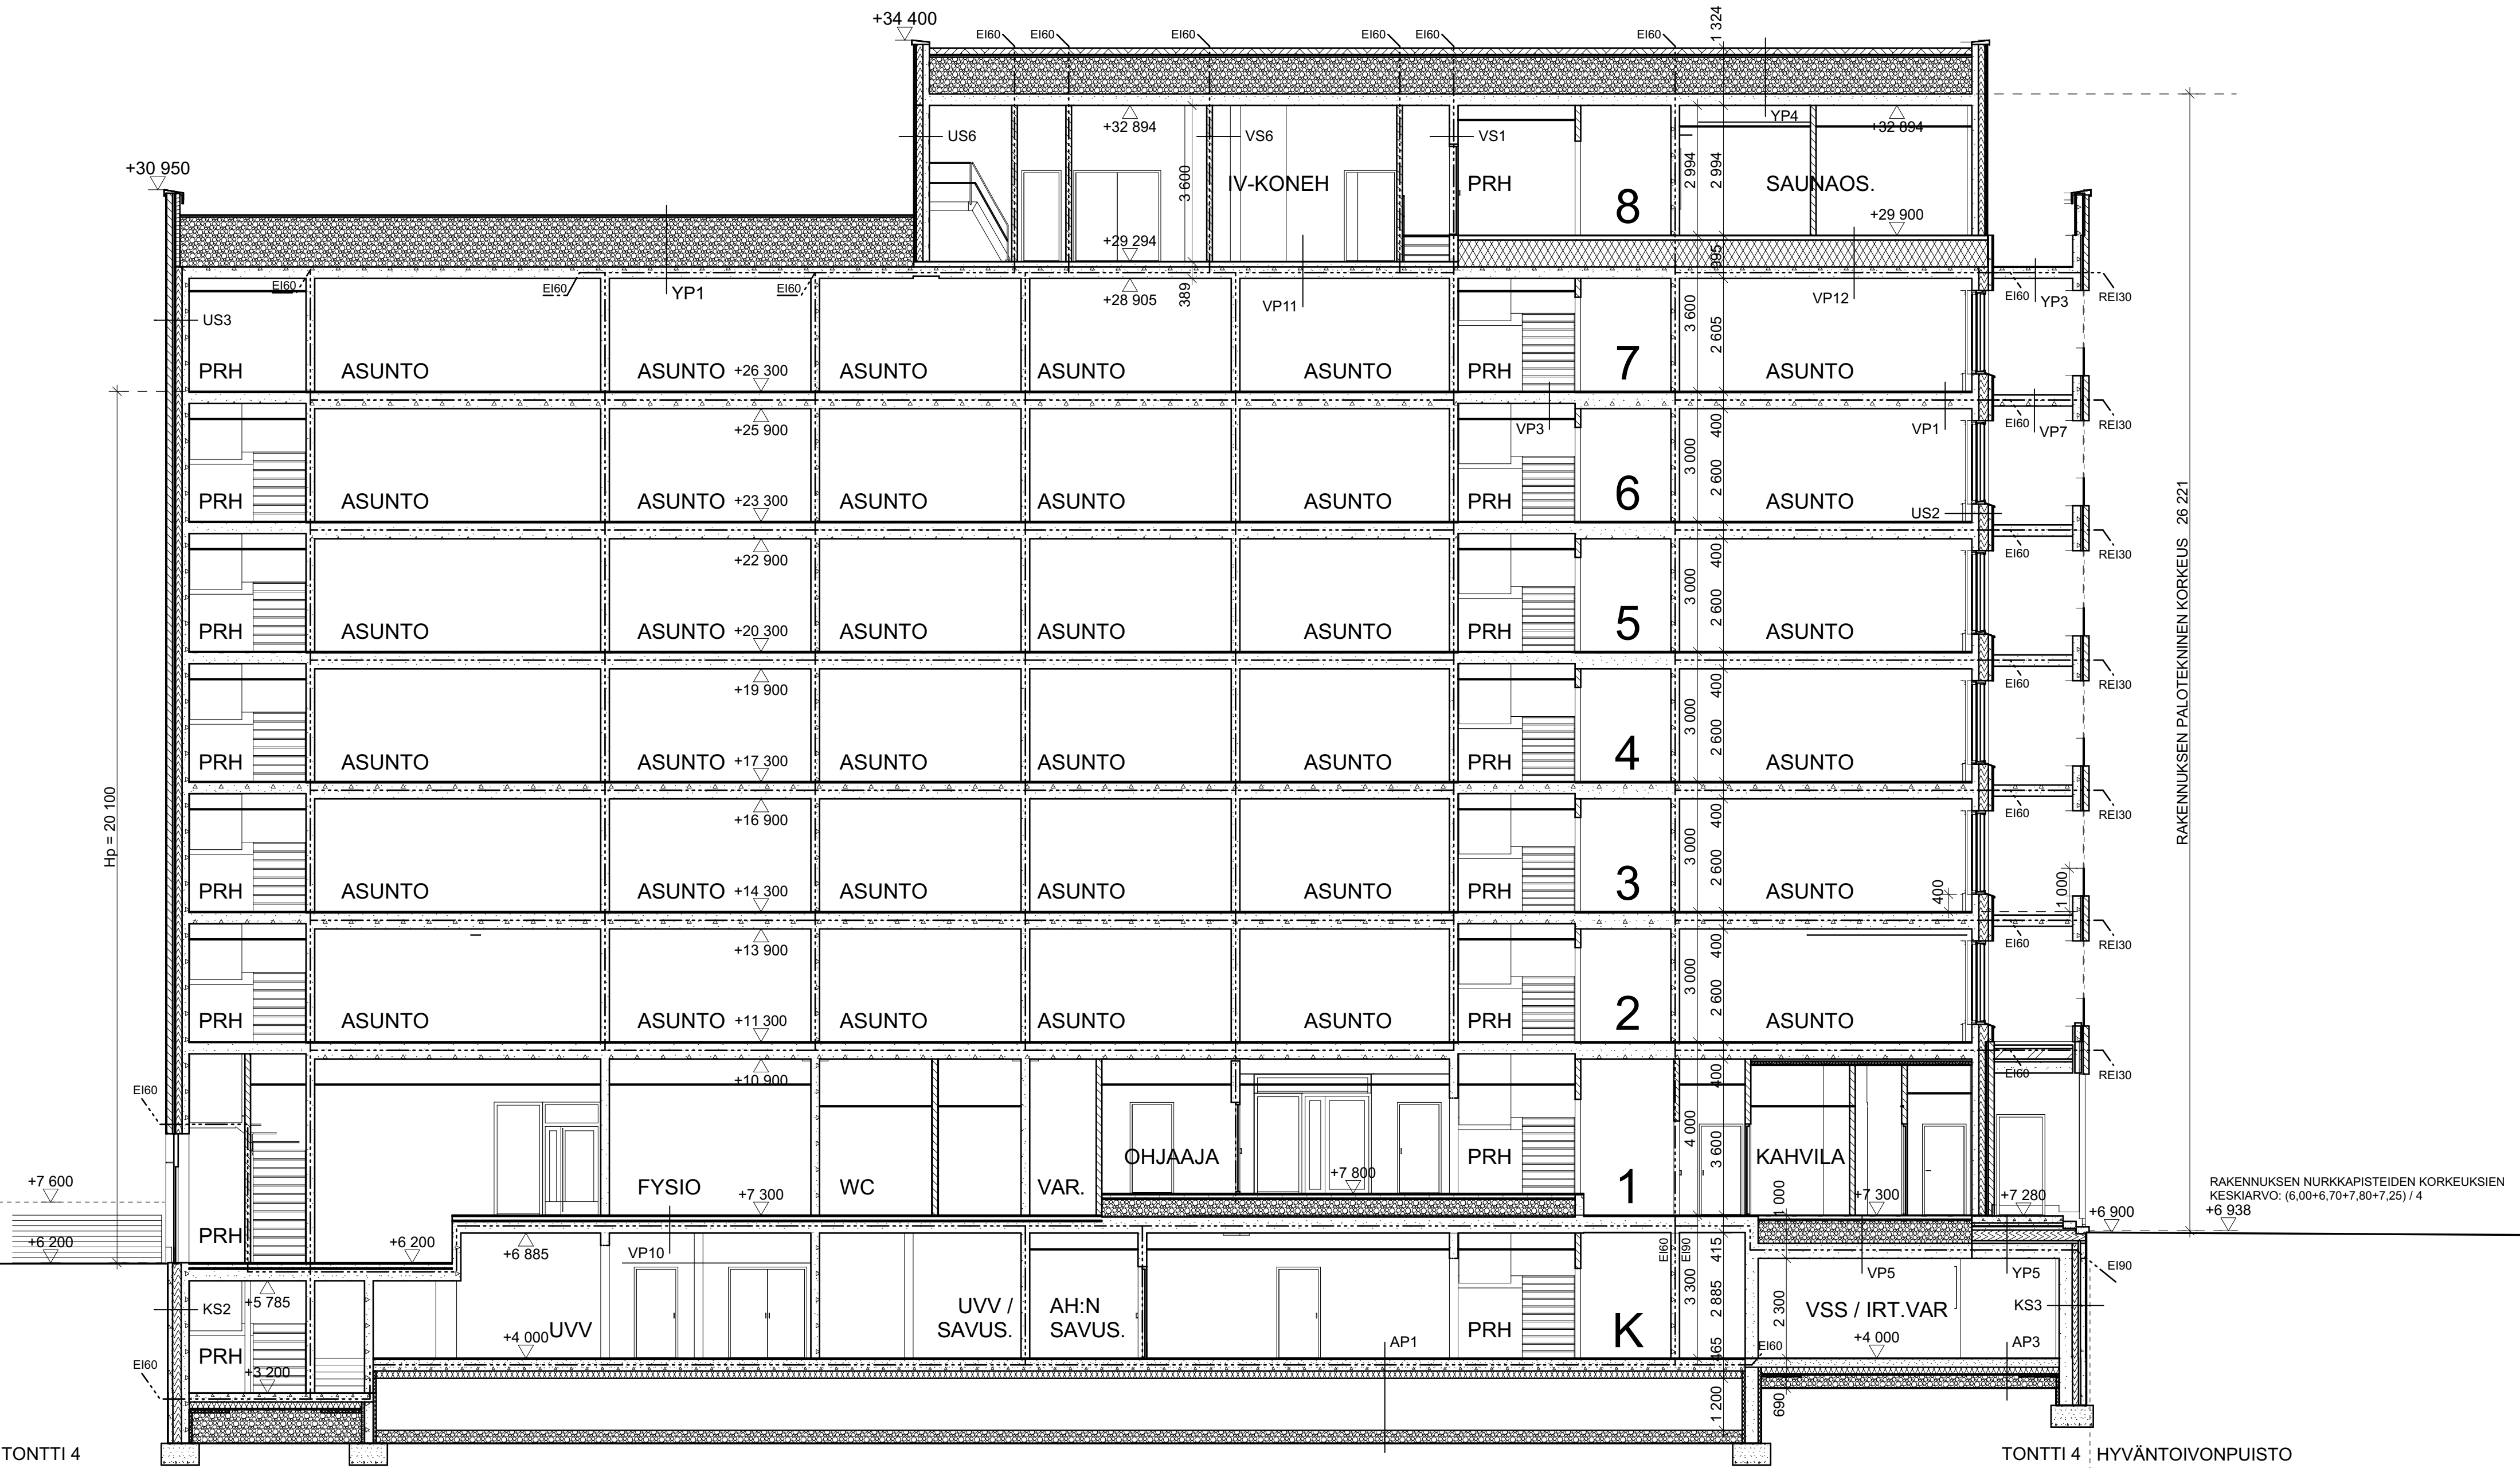 +34 400
EI60 EI60 EI60 EI60 EI60 EI60
1 324
+30 950
US6 +32 894 VS6 VS1 YP4 +32 894
3 600 IV-KONEH PRH 8 2 994 2 994 SAUNAOS.
+29 900
+29 294
995
EI60 EI60 YP1 EI60 +28 905 389 VP11 VP12 EI60 YP3 REI30
US3
3 600 2 605
PRH ASUNTO ASUNTO +26 300 ASUNTO ASUNTO ASUNTO PRH 7 ASUNTO
+25 900 VP3 400 VP1 EI60 VP7 REI30
3 000 2 600
PRH ASUNTO ASUNTO +23 300 ASUNTO ASUNTO ASUNTO PRH 6 ASUNTO
US2
+22 900 400 EI60 REI30
3 000 2 600
PRH ASUNTO ASUNTO +20 300 ASUNTO ASUNTO ASUNTO PRH 5 ASUNTO
+19 900 400 EI60 REI30
3 000 2 600
PRH ASUNTO ASUNTO +17 300 ASUNTO ASUNTO ASUNTO PRH 4 ASUNTO
+16 900 400 EI60 REI30
3 000 2 600
PRH ASUNTO ASUNTO +14 300 ASUNTO ASUNTO ASUNTO PRH 3 ASUNTO
400 1 000
+13 900 400 EI60 REI30
3 000 2 600
PRH ASUNTO ASUNTO +11 300 ASUNTO ASUNTO ASUNTO PRH 2 ASUNTO
Hp = 20 100
RAKENNUKSEN PALOTEKNINEN KORKEUS 26 221
EI60 +10 900 400 EI60 REI30
4 000 3 600
OHJAAJA +7 800 PRH KAHVILA
+7 600 FYSIO +7 300 WC VAR. 1 1 000 +7 300 +7 280
RAKENNUKSEN NURKKAPISTEIDEN KORKEUKSIEN
KESKIARVO: (6,00+6,70+7,80+7,25) / 4
+6 900 +6 938
PRH
+6 200 +6 200 +6 885 VP10 EI60 EI90 415 VP5 YP5 EI90
KS2 +5 785 UVV / AH:N 3 300 2 885 2 300 VSS / IRT.VAR KS3
+4 000 UVV SAVUS. SAVUS. PRH K +4 000
EI60 PRH +3 200 AP1 465 EI60 AP3
1 200 690
TONTTI 4 TONTTI 4 HYVÄNTOIVONPUISTO